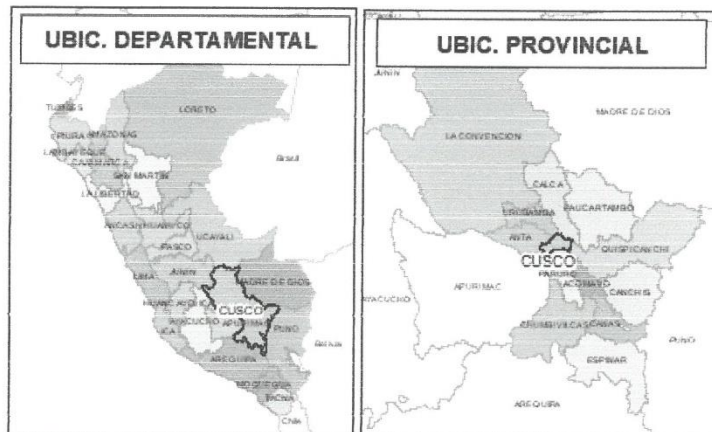 UBIC. DEPARTAMENTAL
LORETO
TUMBES
PIURA
AMAZONAS
LAMBAYEQUE
CAJAMARCA
SAN MARTIN
LA LIBERTAD
ANCASH
HUANUCO
UCAYALI
PASCO
LIMA
JUNIN
MADRE DE DIOS
HUANCAVELICA
CUSCO
AYACUCHO
APURIMAC
ICA
PUNO
AREQUIPA
MOQUEGUA
TACNA
Brasil
Bolivia
Chile
UBIC. PROVINCIAL
JUNIN
MADRE DE DIOS
LA CONVENCION
CALCA
URUBAMBA
PAUCARTAMBO
ANTA
QUISPICANCHI
CUSCO
PARURO
ACOMAYO
APURIMAC
CANCHIS
AYACUCHO
CHUMBIVILCAS
CANAS
ESPINAR
PUNO
AREQUIPA